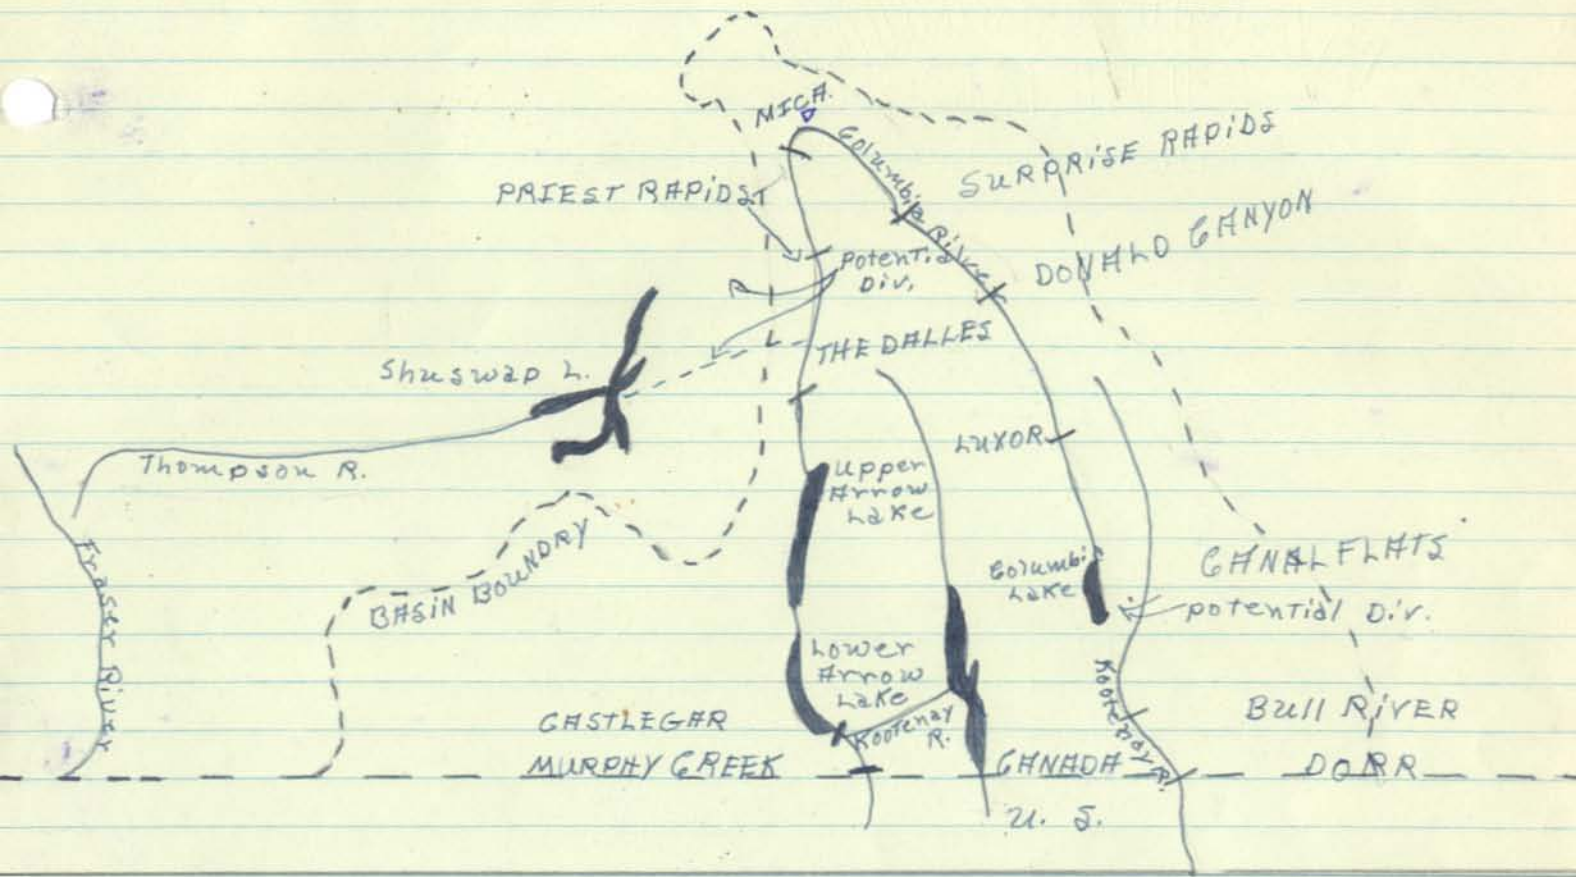 MICA.
Columbia River
SURPRISE RAPIDS
PRIEST RAPIDS
DONALD CANYON
Potential
Div.
THE DALLES
Shuswap L.
LUXOR
Thompson R.
Upper
Arrow
Lake
Fraser River
BASIN BOUNDRY
CANAL FLATS
Columbi
Lake
potential Div.
Lower
Arrow
Lake
Kootenay R.
BUll RIVER
CASTLEGAR
Kootenay
R.
MURPHY CREEK
CANADA
DORR
U. S.